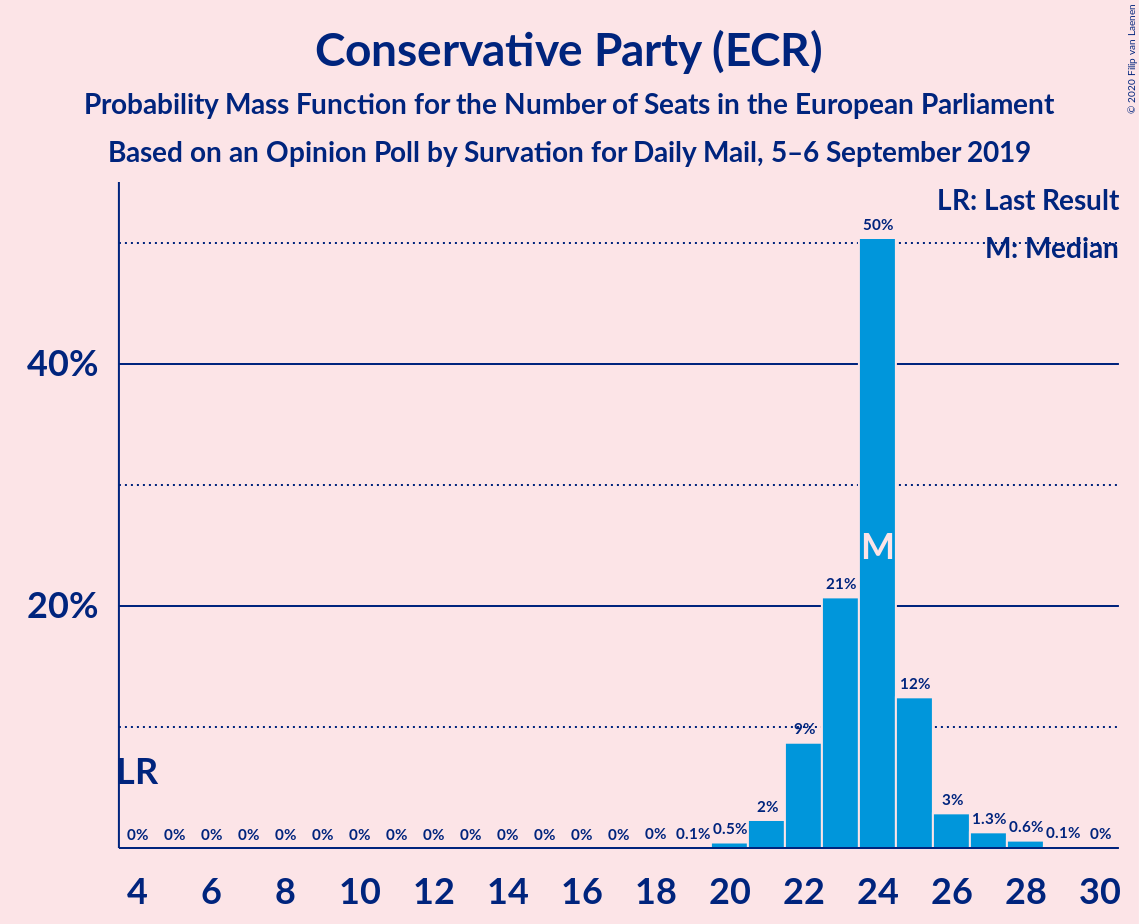 Conservative Party (ECR)
Probability Mass Function for the Number of Seats in the European Parliament
Based on an Opinion Poll by Survation for Daily Mail, 5–6 September 2019
© 2020 Filip van Laenen
LR: Last Result
M: Median
50%
40%
M
21%
20%
12%
9%
LR
3%
2%
1.3%
0% 0% 0% 0% 0% 0% 0% 0% 0% 0% 0% 0% 0% 0% 0% 0.1% 0.5% 0.6% 0.1% 0%
4 6 8 10 12 14 16 18 20 22 24 26 28 30